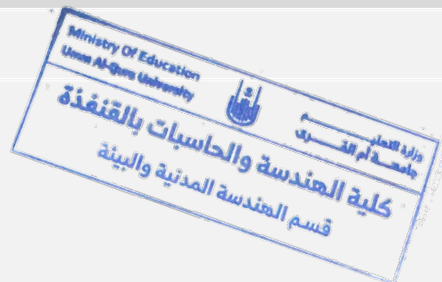 Ministry Of Education
Umm Al-Qura University
وزارة التعليم
جامعة أم القرى
كلية الهندسة والحاسبات بالقنفذة
قسم الهندسة المدنية والبيئة